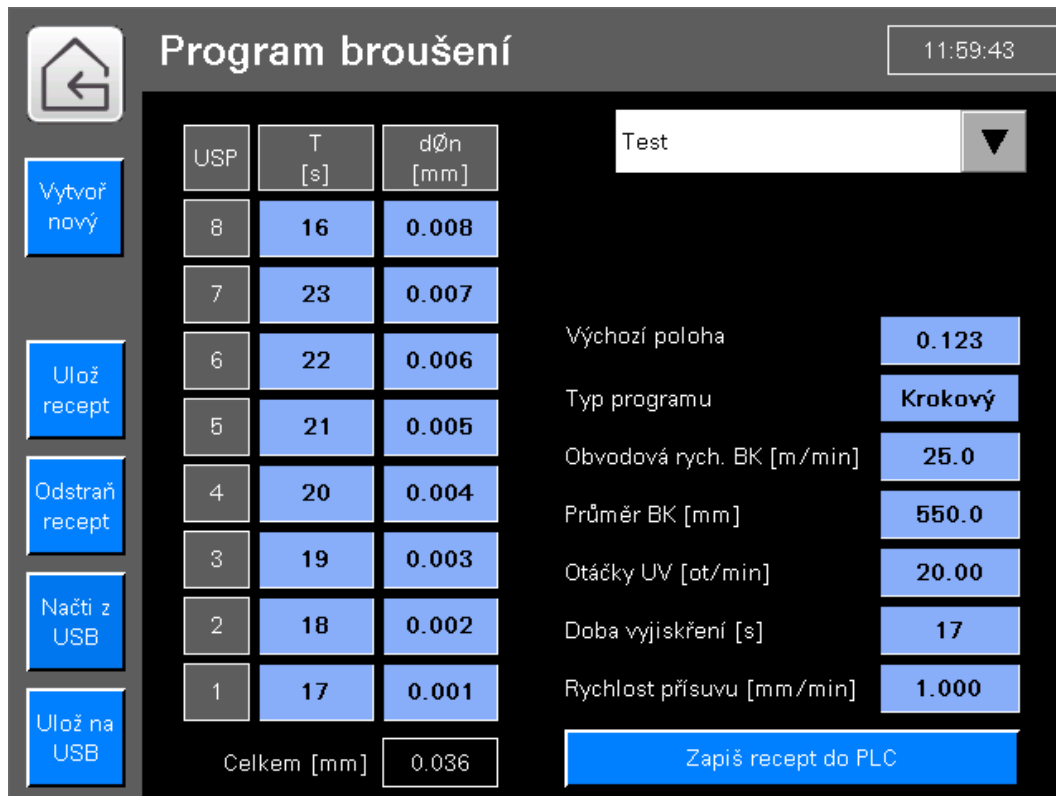 Program broušení
11:59:43
Vytvoř
nový
Ulož
recept
Odstraň
recept
Načti z
USB
Ulož na
USB
USP
T
[s]
dØn
[mm]
8
16
0.008
7
23
0.007
6
22
0.006
5
21
0.005
4
20
0.004
3
19
0.003
2
18
0.002
1
17
0.001
Celkem [mm]
0.036
Test
Výchozí poloha
0.123
Typ programu
Krokový
Obvodová rych. BK [m/min]
25.0
Průměr BK [mm]
550.0
Otáčky UV [ot/min]
20.00
Doba vyjiskření [s]
17
Rychlost přísuvu [mm/min]
1.000
Zapiš recept do PLC